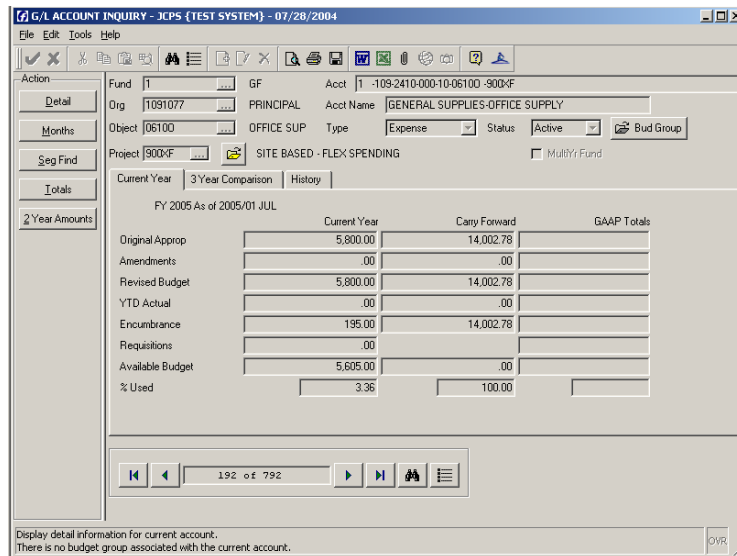 G/L ACCOUNT INQUIRY - JCPS {TEST SYSTEM} - 07/28/2004
File Edit Tools Help
Action
Detail
Months
Seg Find
Totals
2 Year Amounts
Fund 1 ... GF Acct 1 -109-2410-000-10-0610O -900XF
Org 1091077 ... PRINCIPAL Acct Name GENERAL SUPPLIES-OFFICE SUPPLY
Object 0610O ... OFFICE SUP Type Expense Status Active Bud Group
Project 900XF ... SITE BASED - FLEX SPENDING MultiYr Fund
Current Year 3 Year Comparison History
FY 2005 As of 2005/01 JUL
Current Year Carry Forward GAAP Totals
Original Approp 5,800.00 14,002.78
Amendments .00 .00
Revised Budget 5,800.00 14,002.78
YTD Actual .00 .00
Encumbrance 195.00 14,002.78
Requisitions .00
Available Budget 5,605.00 .00
% Used 3.36 100.00
192 of 792
Display detail information for current account.
There is no budget group associated with the current account.
OVR